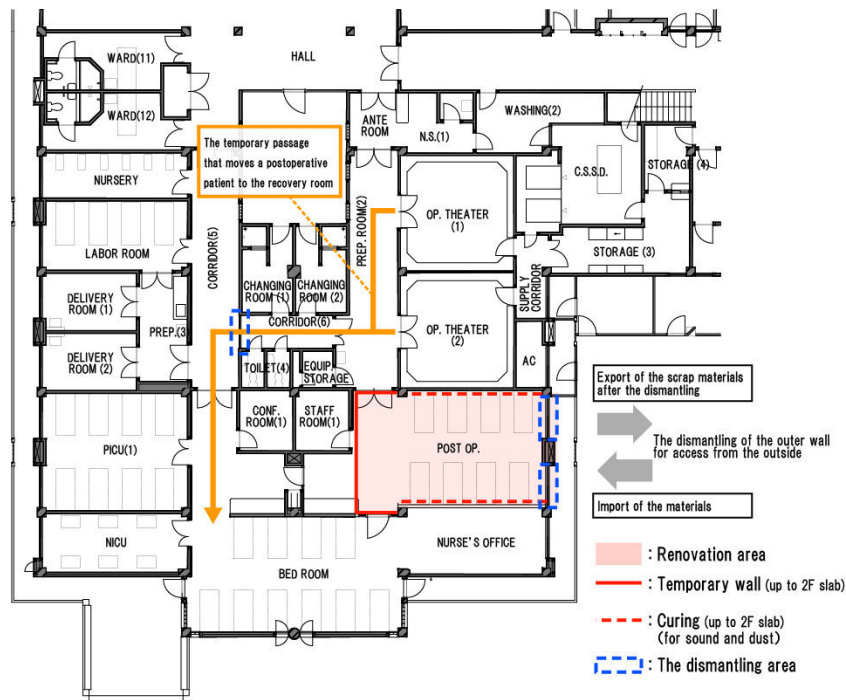 HALL
WARD(11)
WARD(12)
ANTE
ROOM
N.S.(1)
WASHING(2)
The temporary passage
that moves a postoperative
patient to the recovery room
NURSERY
C.S.S.D.
STORAGE (4)
LABOR ROOM
CORRIDOR(5)
PREP. ROOM(2)
OP. THEATER
(1)
STORAGE (3)
SUPPLY
CORRIDOR
CHANGING
ROOM(1)
CHANGING
ROOM(2)
DELIVERY
ROOM (1)
PREP.(3)
CORRIDOR(6)
OP. THEATER
(2)
DELIVERY
ROOM (2)
TOILET(4)
EQUIP.
STORAGE
AC
Export of the scrap materials
after the dismantling
CONF.
ROOM(1)
STAFF
ROOM(1)
PICU(1)
POST OP.
The dismantling of the outer wall
for access from the outside
Import of the materials
NICU
BED ROOM
NURSE'S OFFICE
: Renovation area
: Temporary wall (up to 2F slab)
: Curing (up to 2F slab)
(for sound and dust)
: The dismantling area